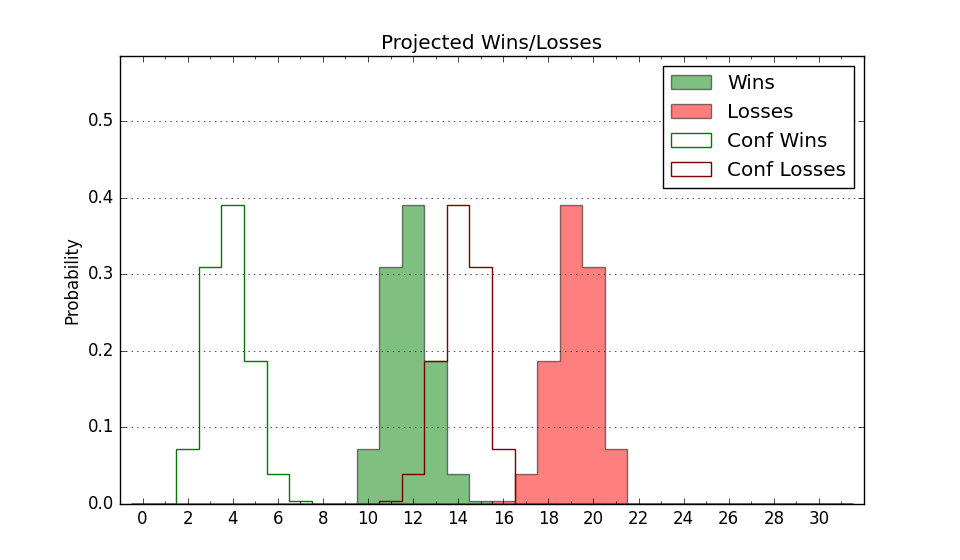 Projected Wins/Losses
Wins
Losses
Conf Wins
Conf Losses
Probability
0.5
0.4
0.3
0.2
0.1
0.0
0 2 4 6 8 10 12 14 16 18 20 22 24 26 28 30